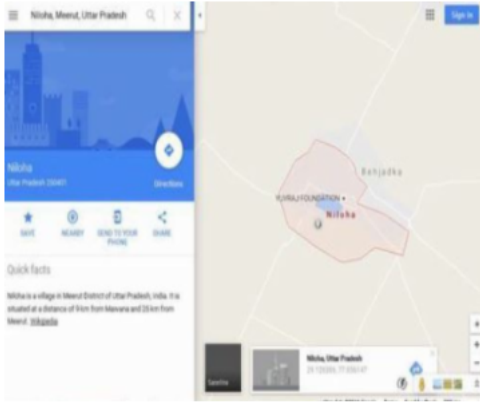 Niloha, Meerut, Uttar Pradesh
Sign in
Niloha
Uttar Pradesh 250401
Directions
SAVE
NEARBY
SEND TO YOUR PHONE
SHARE
Quick facts
Niloha is a village in Meerut District of Uttar Pradesh, India. It is
situated at a distance of 9 km from Mawana and 25 km from
Meerut. Wikipedia
Behjadka
YUVRAJ FOUNDATION
Niloha
Satellite
Niloha, Uttar Pradesh